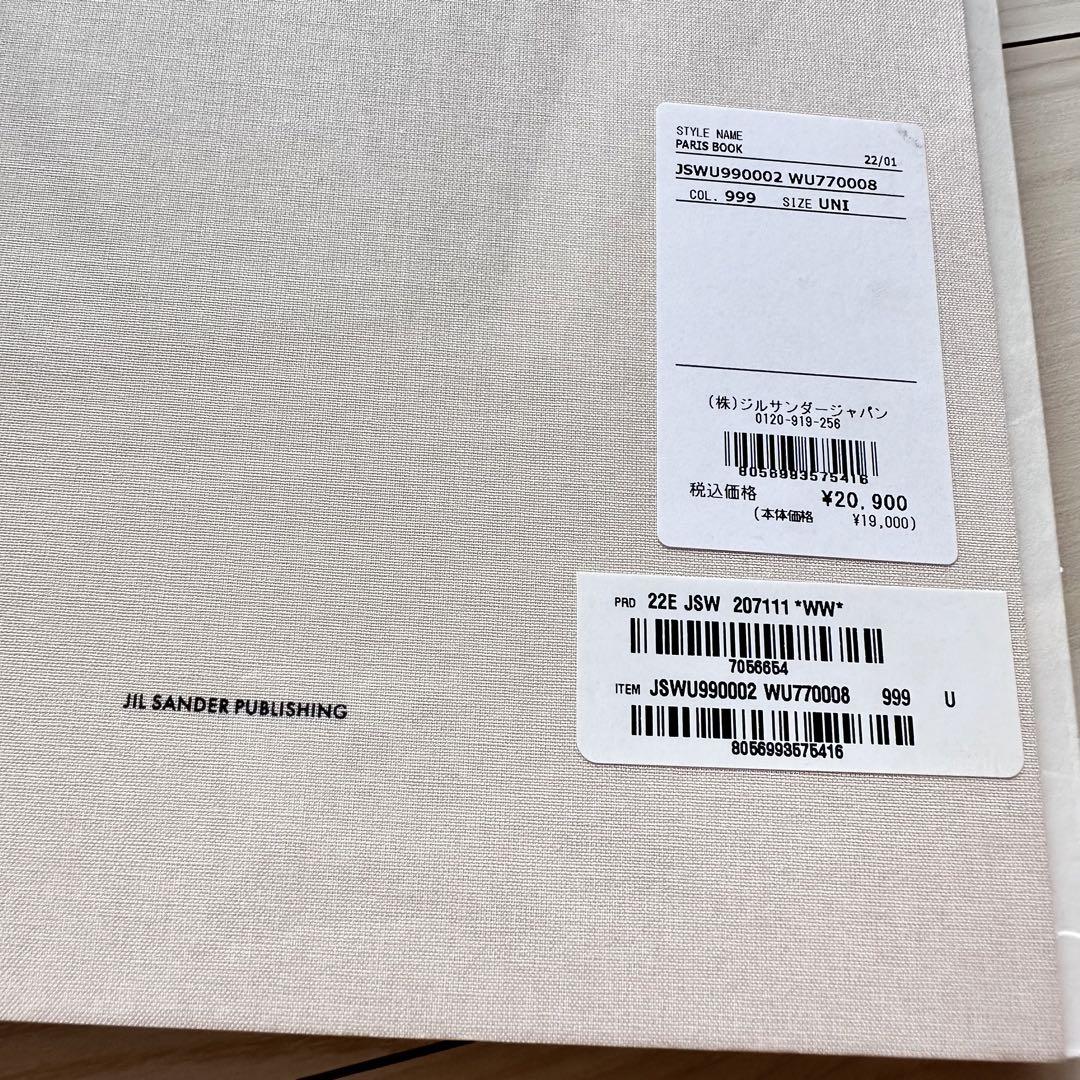 STYLE NAME
PARIS BOOK 22/01
JSWU990002 WU770008
COL. 999 SIZE UNI
(株)ジルサンダージャパン
0120-919-256
8056993575416
税込価格 ¥20,900
(本体価格 ¥19,000)
PRD 22E JSW 207111 *WW*
7056654
ITEM JSWU990002 WU770008 999 U
8056993575416
JIL SANDER PUBLISHING